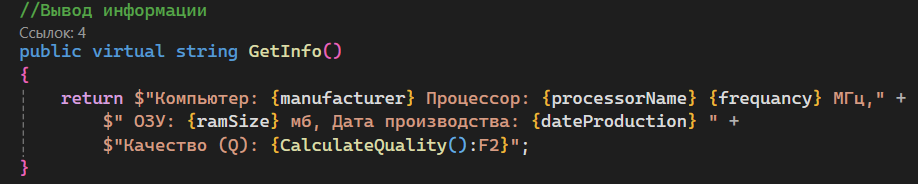 //Вывод информации
Ссылок: 4
public virtual string GetInfo()
{
return $"Компьютер: {manufacturer} Процессор: {processorName} {frequancy} МГц," +
$" ОЗУ: {ramSize} мб, Дата производства: {dateProduction} " +
$"Качество (Q): {CalculateQuality():F2}";
}